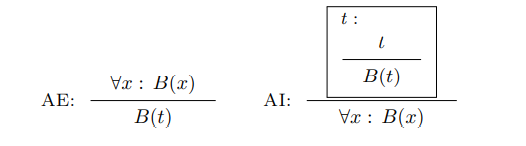 t :
t
∀x : B(x)
B(t)
AE:
AI:
B(t)
∀x : B(x)